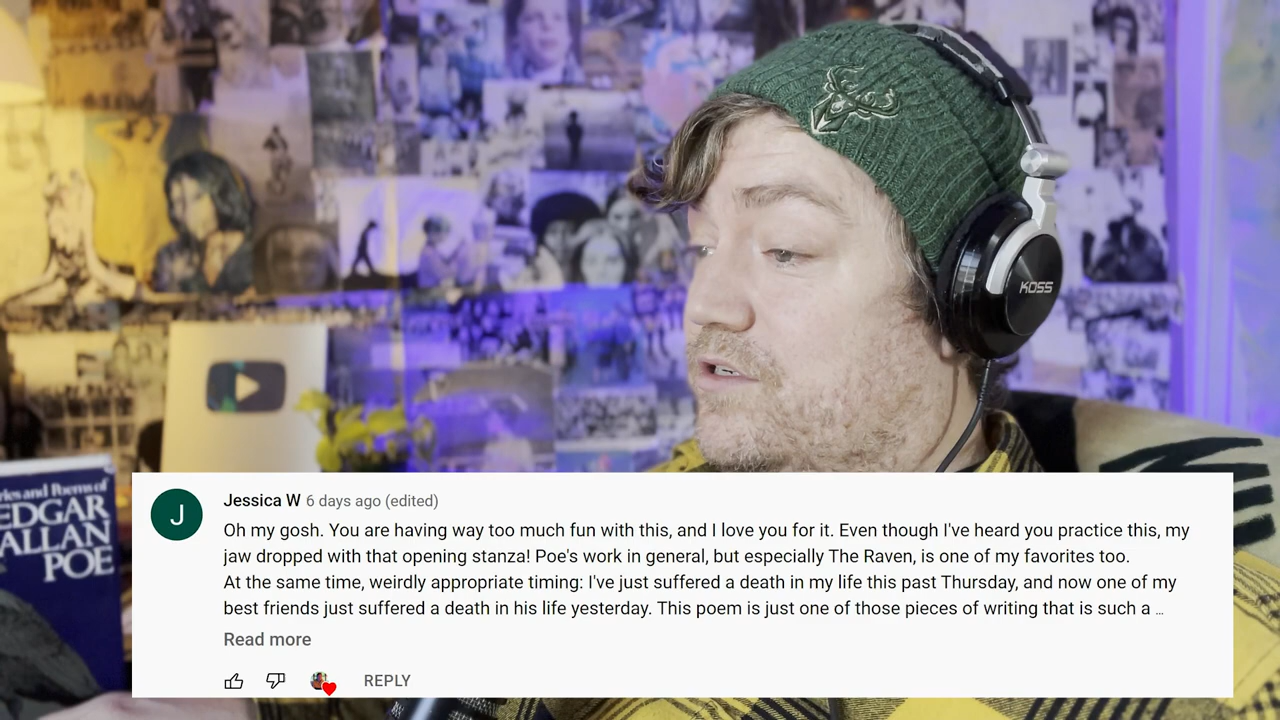 KOSS
ries and Poems of
EDGAR
ALLAN
POE
J
Jessica W 6 days ago (edited)
Oh my gosh. You are having way too much fun with this, and I love you for it. Even though I've heard you practice this, my
jaw dropped with that opening stanza! Poe's work in general, but especially The Raven, is one of my favorites too.
At the same time, weirdly appropriate timing: I've just suffered a death in my life this past Thursday, and now one of my
best friends just suffered a death in his life yesterday. This poem is just one of those pieces of writing that is such a ...
Read more
REPLY